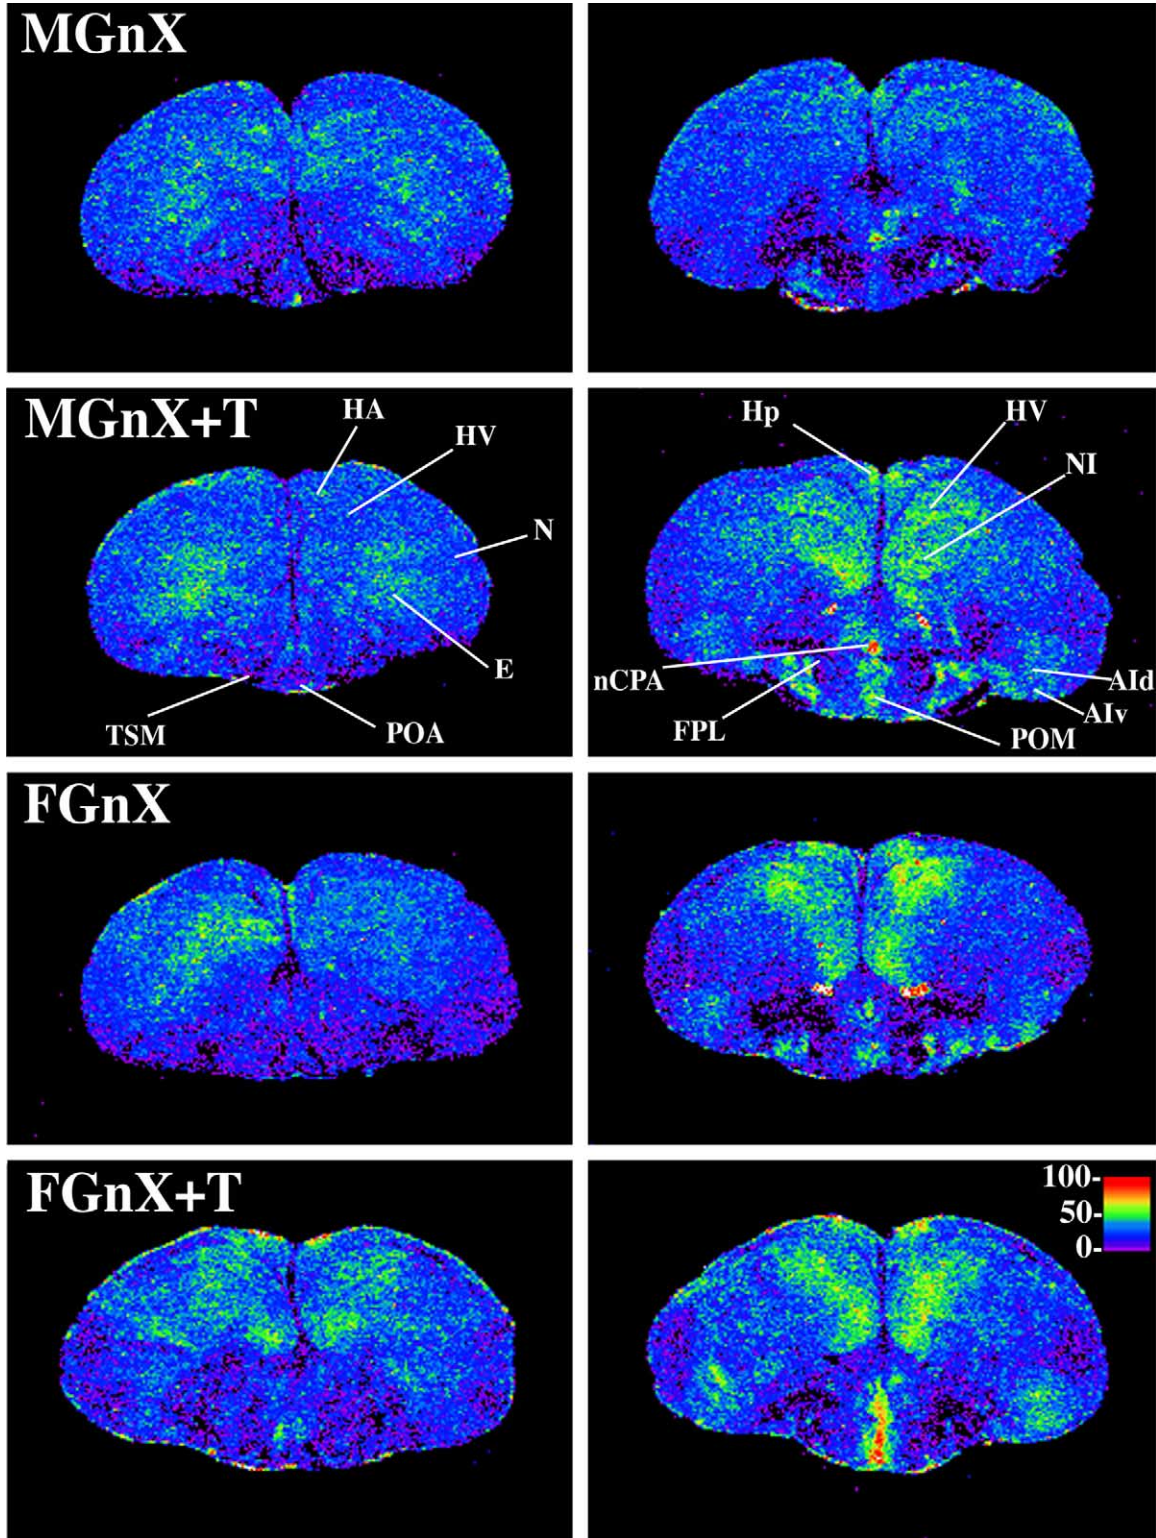 MGnX
MGnX+T
HA
HV
N
E
TSM
POA
Hp
HV
NI
nCPA
FPL
POM
AId
AIv
FGnX
FGnX+T
100-
50-
0-